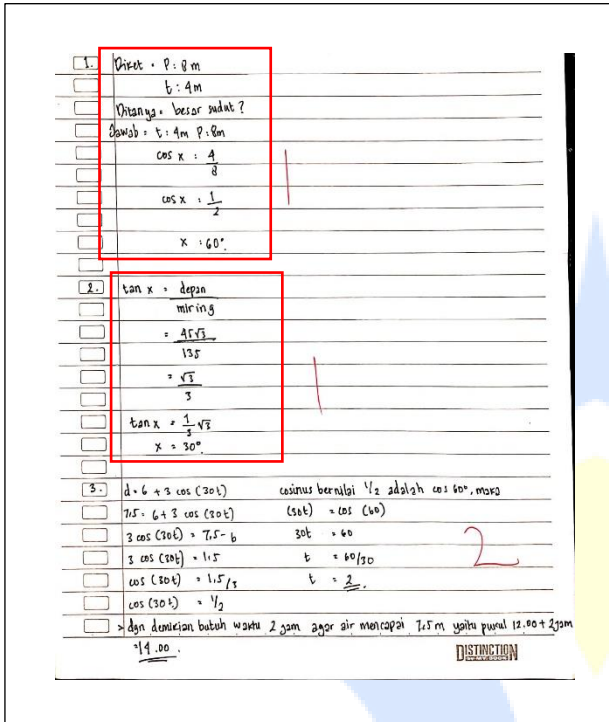 1. Diket = P : 8 m
t : 4m
Ditanya = besar sudut ?
Jawab = t : 4m P : 8m
cos x : 4/8
cos x : 1/2
x : 60°.
1
2. tan x = depan/miring
= 45√3/135
= √3/3
tan x = 1/3 √3
x = 30°.
1
3. d = 6 + 3 cos (30t)
7,5 = 6 + 3 cos (30t)
3 cos (30t) = 7,5 - 6
3 cos (30t) = 1,5
cos (30t) = 1,5/3
cos (30t) = 1/2
cosinus bernilai 1/2 adalah cos 60°, maka
(30t) = cos (60)
30t = 60
t = 60/30
t = 2.
2
> dgn demikian butuh waktu 2 jam agar air mencapai 7,5 m yaitu pukul 12.00 + 2 jam
= 14.00.
DISTINCTION